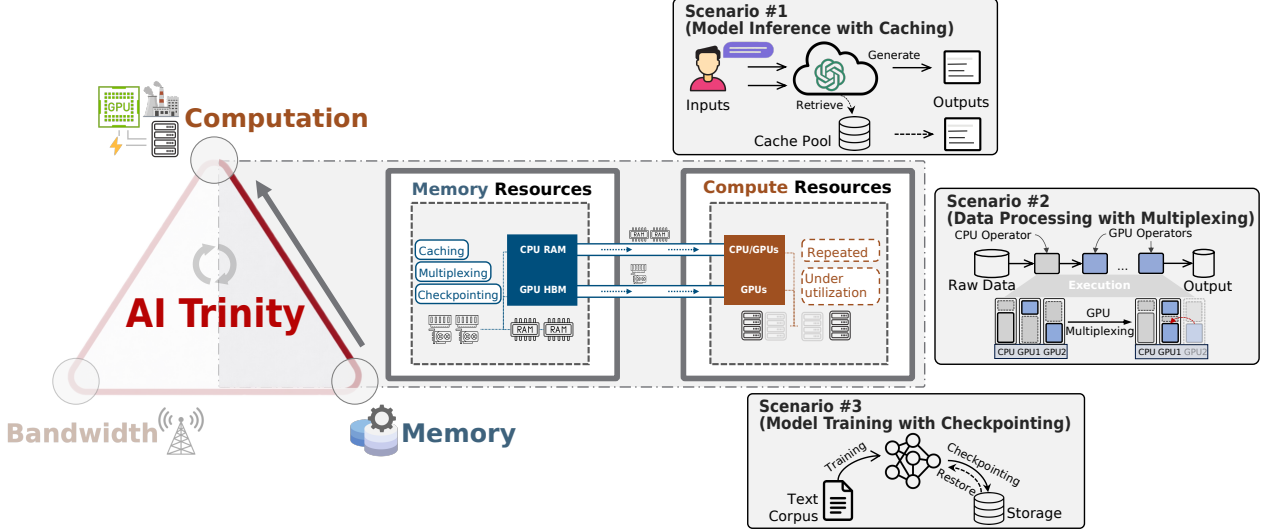 Scenario #1
(Model Inference with Caching)
Generate
Inputs
Retrieve
Outputs
Cache Pool
GPU
Computation
AI Trinity
Bandwidth
Memory
Memory Resources
Caching
Multiplexing
Checkpointing
CPU RAM
GPU HBM
RAM
RAM
RAM
RAM
Compute Resources
CPU/GPUs
GPUs
Repeated
Under
utilization
Scenario #2
(Data Processing with Multiplexing)
CPU Operator
GPU Operators
...
Raw Data
Execution
Output
GPU
Multiplexing
CPU GPU1 GPU2
CPU GPU1 GPU2
Scenario #3
(Model Training with Checkpointing)
Training
Checkpointing
Restore
Text
Corpus
Storage